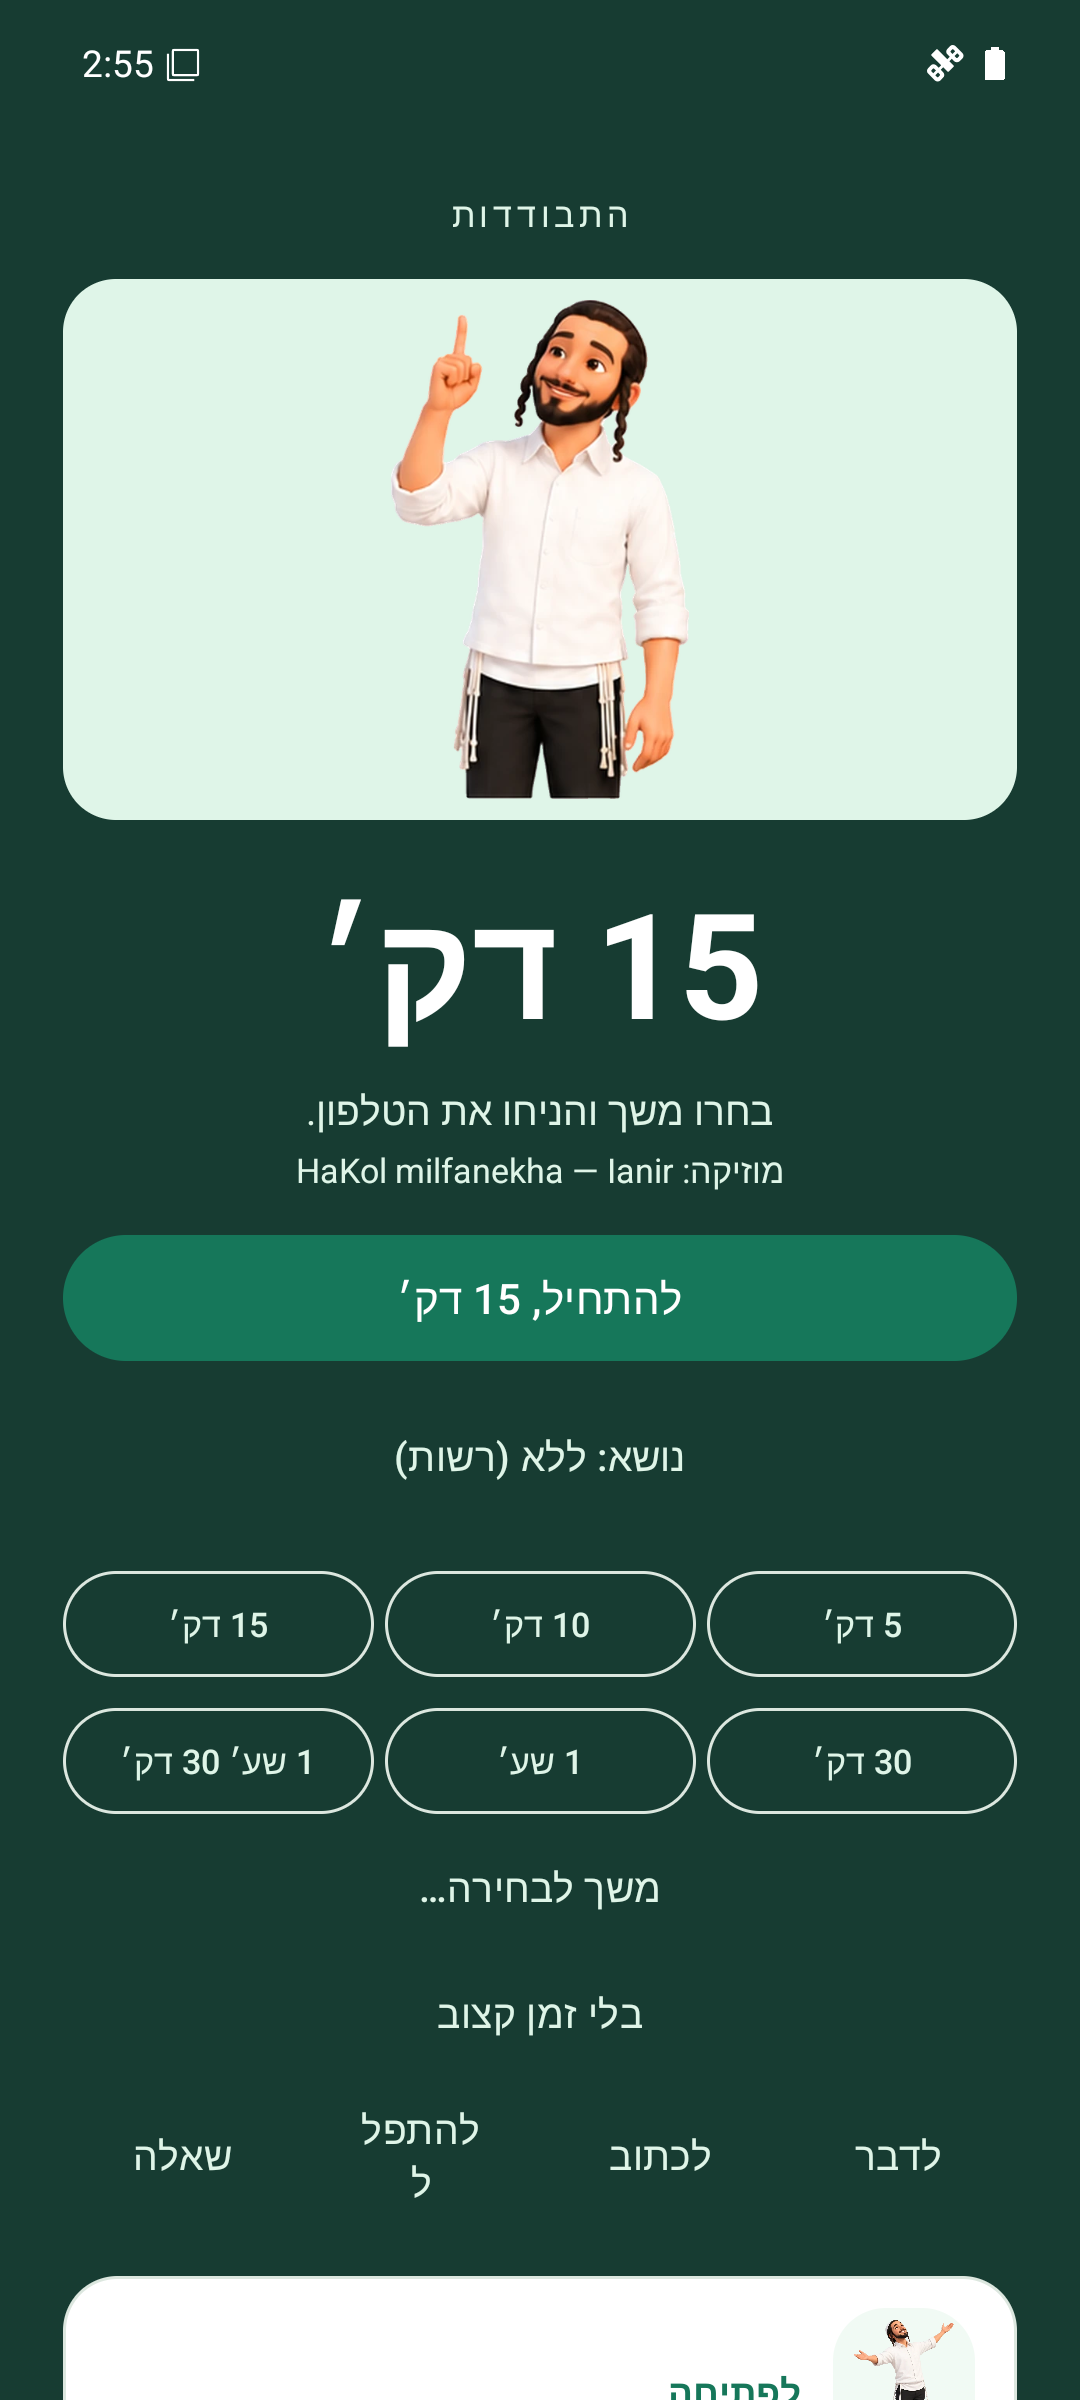 2:55
התבודדות
15 דק׳
בחרו משך והניחו את הטלפון.
מוזיקה: HaKol milfanekha — Ianir
להתחיל, 15 דק׳
נושא: ללא (רשות)
5 דק׳
10 דק׳
15 דק׳
30 דק׳
1 שע׳
1 שע׳ 30 דק׳
משך לבחירה…
בלי זמן קצוב
לדבר
לכתוב
להתפל
ל
שאלה
לפתיחה